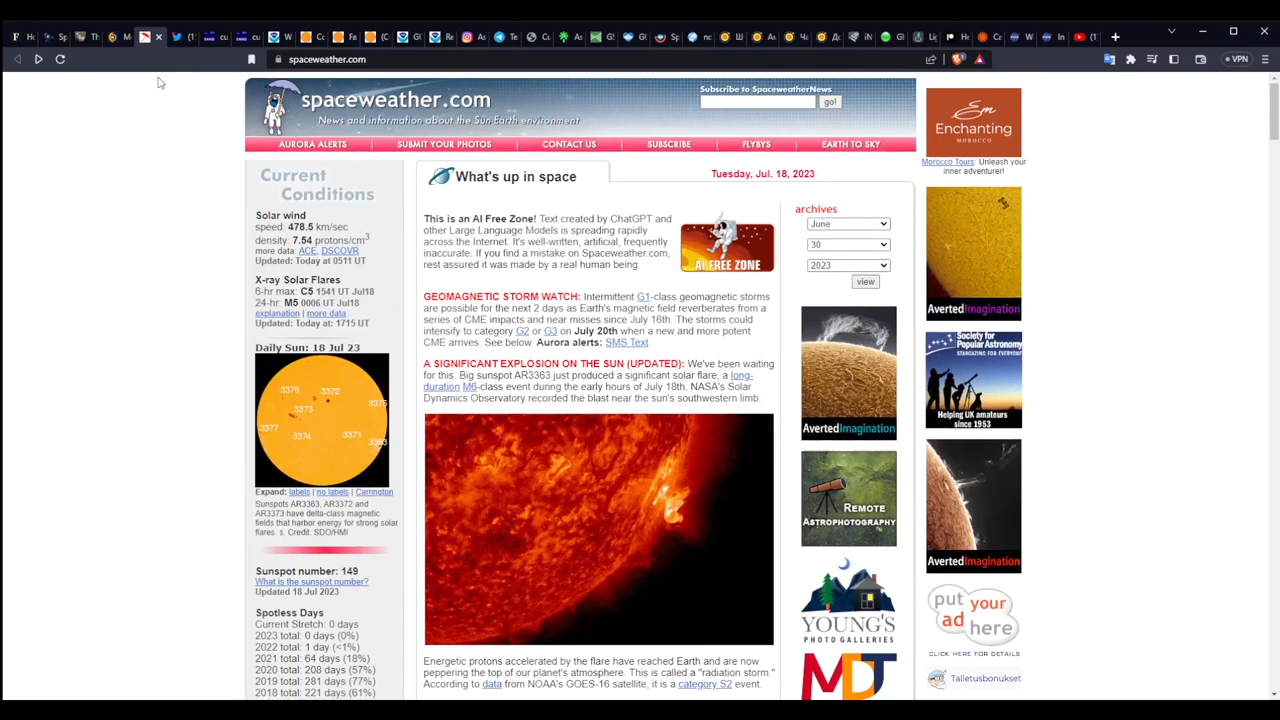 spaceweather.com
VPN
spaceweather.com
News and information about the Sun Earth environment
Subscribe to SpaceweatherNews
go!
AURORA ALERTS
SUBMIT YOUR PHOTOS
CONTACT US
SUBSCRIBE
FLYBYS
EARTH TO SKY
Current
Conditions
Solar wind
speed: 478.5 km/sec
density: 7.54 protons/cm3
more data: ACE, DSCOVR
Updated: Today at 0511 UT
X-ray Solar Flares
6-hr max: C5 1541 UT Jul18
24-hr: M5 0006 UT Jul18
explanation | more data
Updated: Today at: 1715 UT
Daily Sun: 18 Jul 23
3376
3372
3375
3373
3377
3374
3371
3363
Expand: labels | no labels | Carrington
Sunspots AR3363, AR3372 and
AR3373 have delta-class magnetic
fields that harbor energy for strong solar
flares. s. Credit: SDO/HMI
Sunspot number: 149
What is the sunspot number?
Updated 18 Jul 2023
Spotless Days
Current Stretch: 0 days
2023 total: 0 days (0%)
2022 total: 1 day (<1%)
2021 total: 64 days (18%)
2020 total: 208 days (57%)
2019 total: 281 days (77%)
2018 total: 221 days (61%)
What's up in space
Tuesday, Jul. 18, 2023
This is an AI Free Zone! Text created by ChatGPT and
other Large Language Models is spreading rapidly
across the Internet. It's well-written, artificial, frequently
inaccurate. If you find a mistake on Spaceweather.com,
rest assured it was made by a real human being.
AI FREE ZONE
GEOMAGNETIC STORM WATCH: Intermittent G1-class geomagnetic storms
are possible for the next 2 days as Earth's magnetic field reverberates from a
series of CME impacts and near misses since July 16th. The storms could
intensify to category G2 or G3 on July 20th when a new and more potent
CME arrives. See below. Aurora alerts: SMS Text
A SIGNIFICANT EXPLOSION ON THE SUN (UPDATED): We've been waiting
for this. Big sunspot AR3363 just produced a significant solar flare, a long-
duration M6-class event during the early hours of July 18th. NASA's Solar
Dynamics Observatory recorded the blast near the sun's southwestern limb:
Energetic protons accelerated by the flare have reached Earth and are now
peppering the top of our planet's atmosphere. This is called a "radiation storm."
According to data from NOAA's GOES-16 satellite, it is a category S2 event.
archives
June
30
2023
view
AvertedImagination
REMOTE
ASTROPHOTOGRAPHY
YOUNG'S
PHOTO GALLERIES
MDT
Em
Enchanting
MOROCCO
Morocco Tours: Unleash your
inner adventurer!
AvertedImagination
SOCIETY FOR
POPULAR ASTRONOMY
STARGAZING FOR EVERYONE
Helping UK amateurs
since 1953
AvertedImagination
put your
ad here
CLICK HERE FOR DETAILS
Talletusbonukset